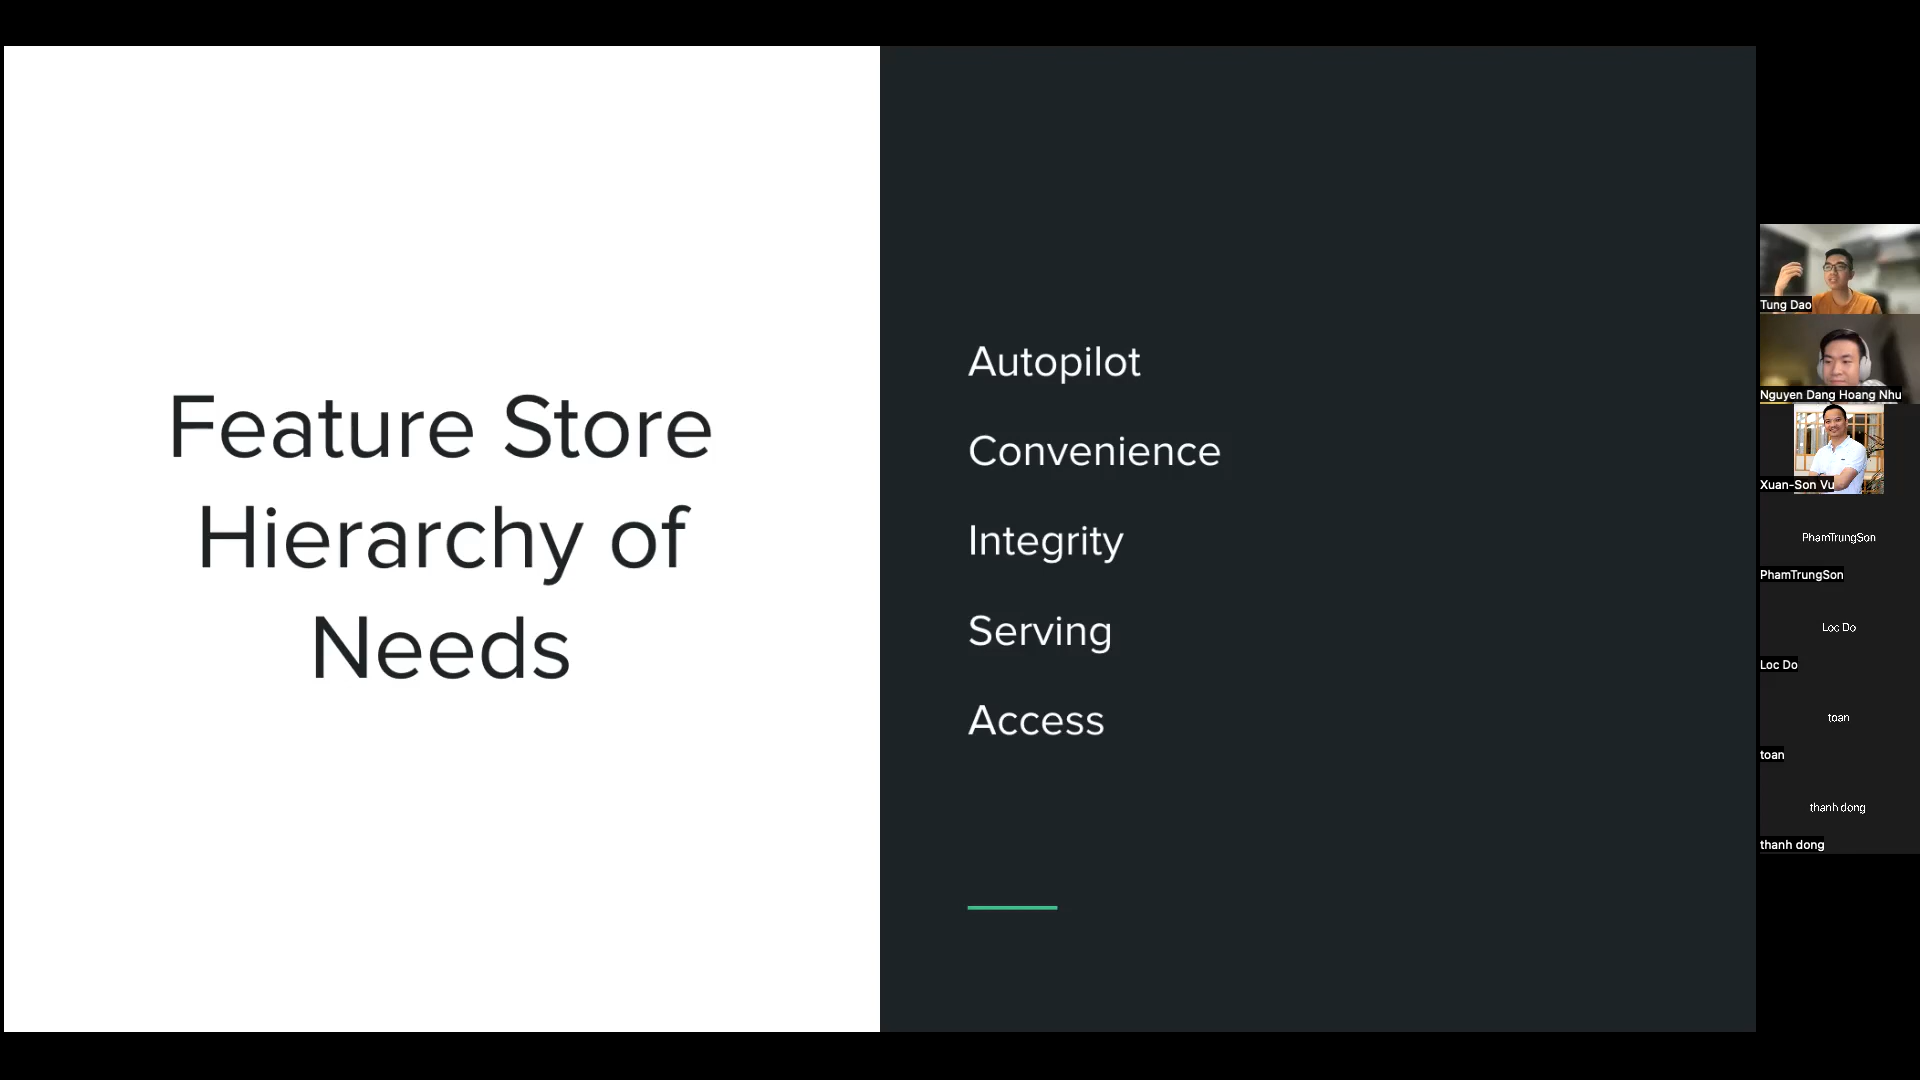 Feature Store
Hierarchy of
Needs
Autopilot
Convenience
Integrity
Serving
Access
Tung Dao
Nguyen Dang Hoang Nhu
Xuan-Son Vu
PhamTrungSon
PhamTrungSon
Loc Do
Loc Do
toan
toan
thanh dong
thanh dong